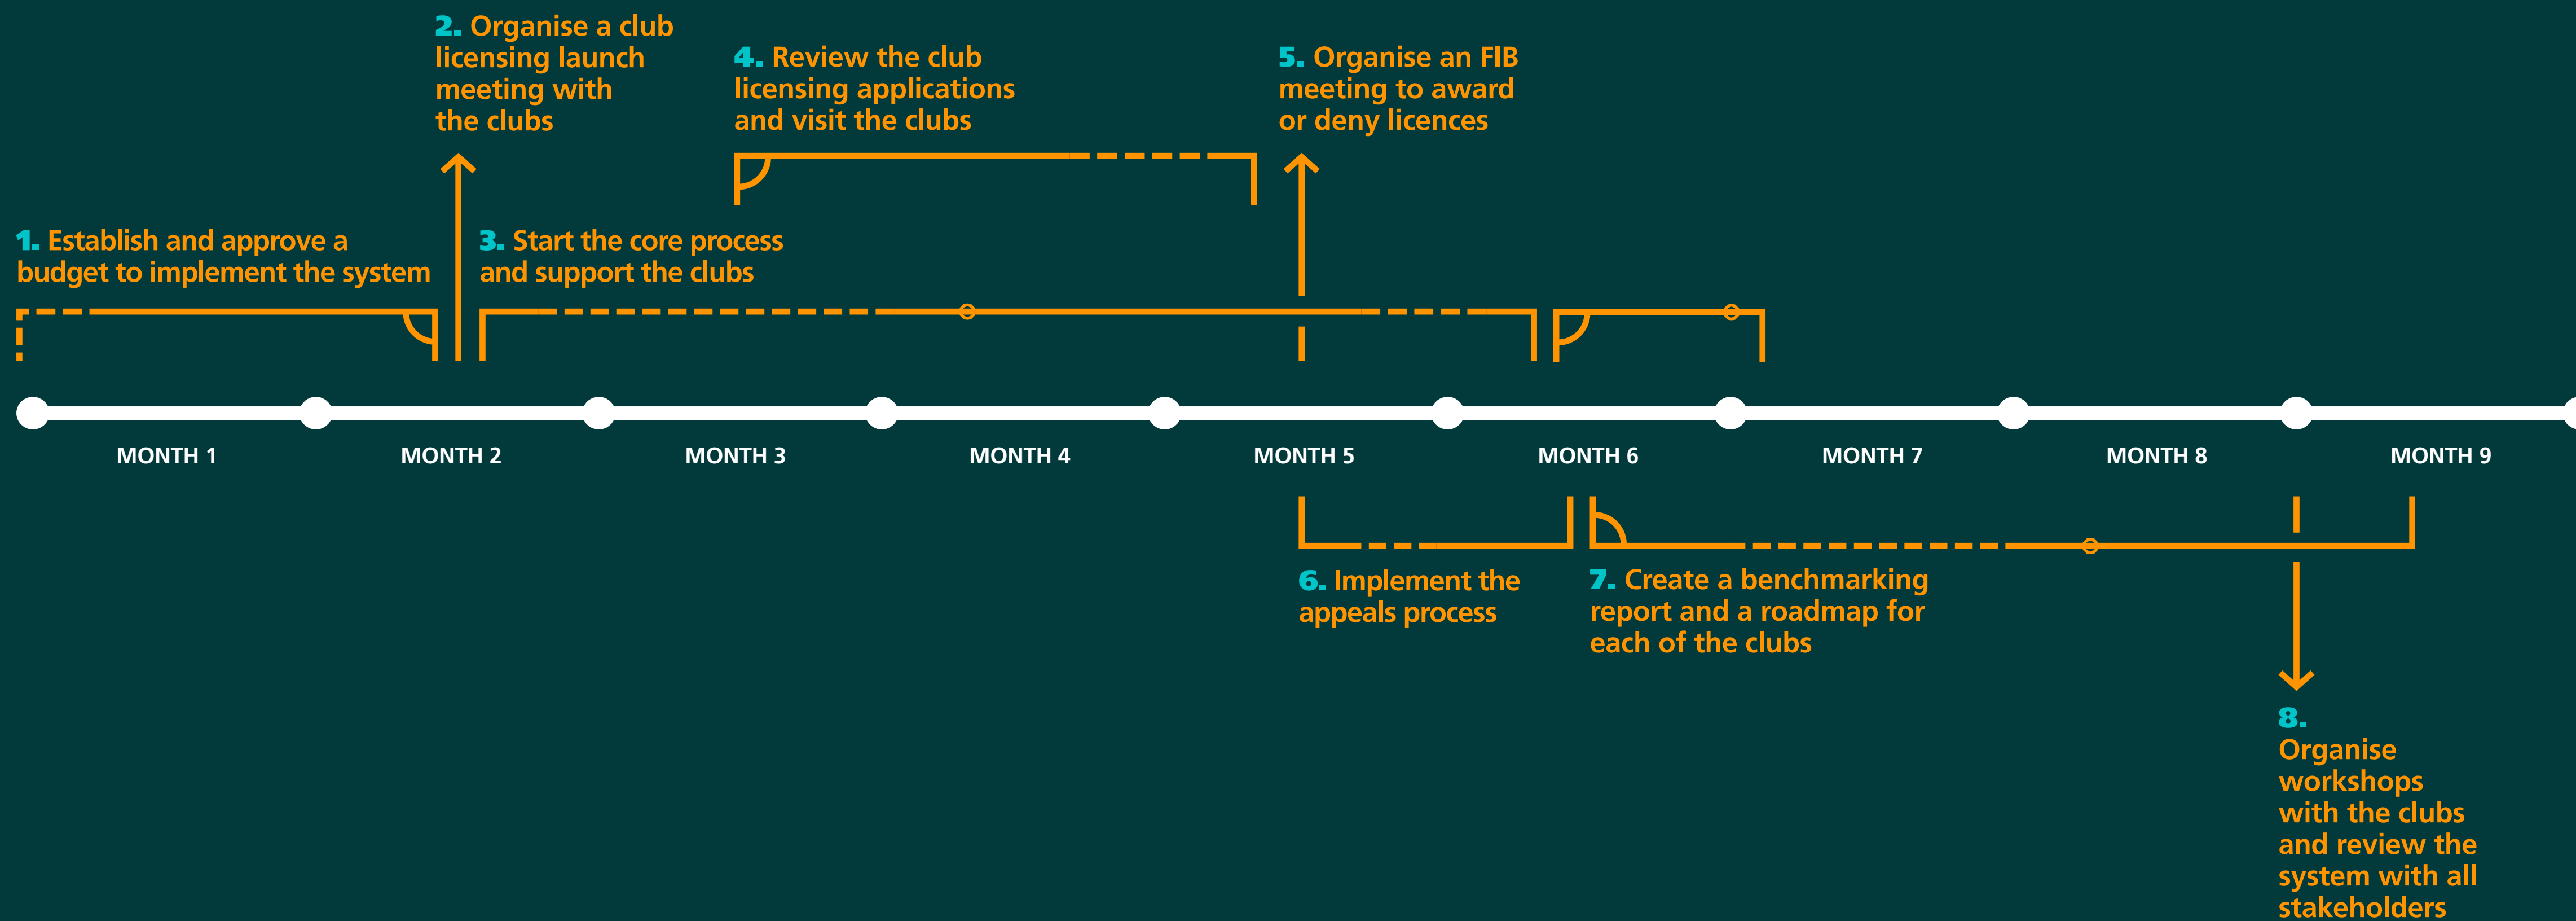 2. Organise a club
licensing launch
meeting with
the clubs
4. Review the club
licensing applications
and visit the clubs
5. Organise an FIB
meeting to award
or deny licences
1. Establish and approve a
budget to implement the system
3. Start the core process
and support the clubs
MONTH 1
MONTH 2
MONTH 3
MONTH 4
MONTH 5
MONTH 6
MONTH 7
MONTH 8
MONTH 9
6. Implement the
appeals process
7. Create a benchmarking
report and a roadmap for
each of the clubs
8.
Organise
workshops
with the clubs
and review the
system with all
stakeholders